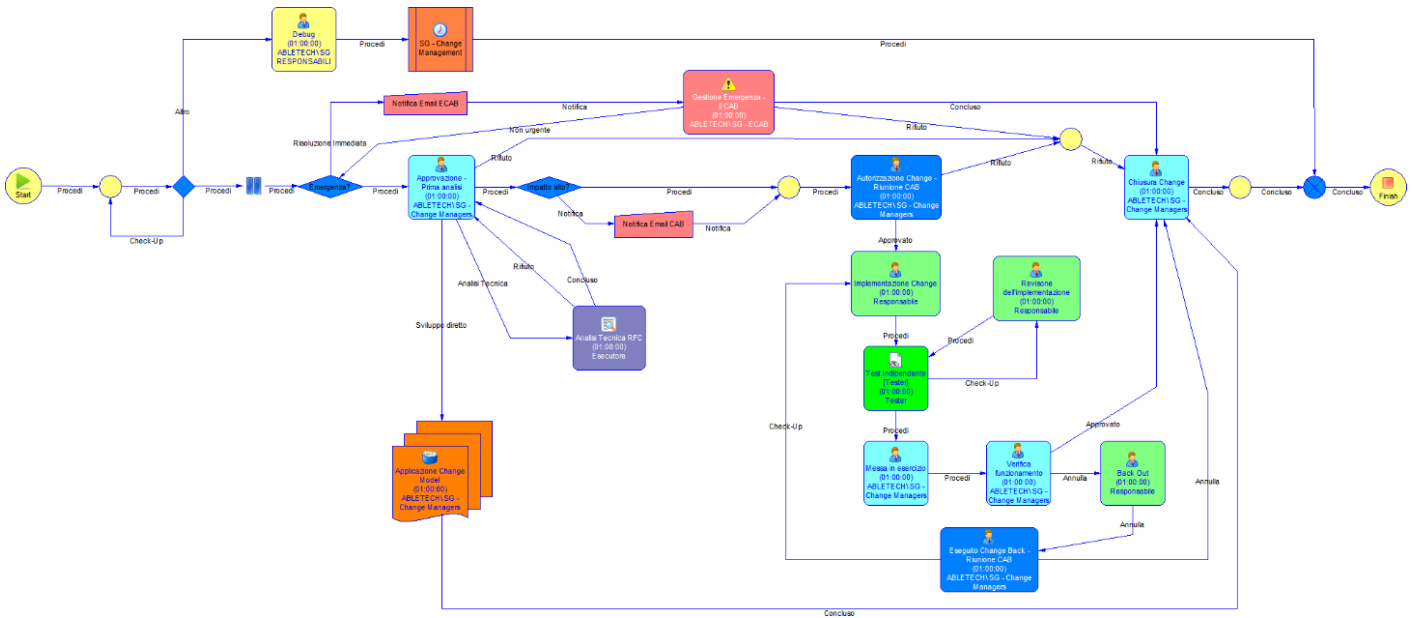 Debug
(01:00:00)
ABLETECH\SG
RESPONSABILI
Procedi
SG - Change
Management
Procedi
Altro
Notifica Email ECAB
Notifica
Gestione Emergenza -
ECAB
(01:00:00)
ABLETECH\SG - ECAB
Concluso
Non urgente
Rifiuto
Risoluzione Immediata
Start
Procedi
Procedi
Procedi
Procedi
Emergenza?
Procedi
Check-Up
Approvazione -
Prima analisi
(01:00:00)
ABLETECH\SG -
Change Managers
Rifiuto
Procedi
Impatto alto?
Procedi
Notifica
Notifica Email CAB
Notifica
Procedi
Autorizzazione Change -
Riunione CAB
(01:00:00)
ABLETECH\SG - Change
Managers
Rifiuto
Rifiuto
Chiusura Change
(01:00:00)
ABLETECH\SG -
Change Managers
Concluso
Concluso
Concluso
Finish
Approvato
Analisi Tecnica
Rifiuto
Concluso
Sviluppo diretto
Analisi Tecnica RFC
(01:00:00)
Esecutore
Implementazione Change
(01:00:00)
Responsabile
Revisone
dell'implementazione
(01:00:00)
Responsabile
Procedi
Procedi
Test Indipendente
[Tester]
(01:00:00)
Tester
Check-Up
Procedi
Check-Up
Approvato
Applicazione Change
Model
(01:00:00)
ABLETECH\SG -
Change Managers
Messa in esercizio
(01:00:00)
ABLETECH\SG -
Change Managers
Procedi
Verifica
funzionamento
(01:00:00)
ABLETECH\SG -
Change Managers
Annulla
Back Out
(01:00:00)
Responsabile
Annulla
Annulla
Eseguito Change Back -
Riunione CAB
(01:00:00)
ABLETECH\SG - Change
Managers
Concluso